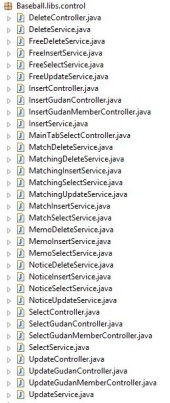 Baseball.libs.control
DeleteController.java
DeleteService.java
FreeDeleteService.java
FreeInsertService.java
FreeSelectService.java
FreeUpdateService.java
InsertController.java
InsertGudanController.java
InsertGudanMemberController.java
InsertService.java
MainTabSelectController.java
MatchDeleteService.java
MatchingDeleteService.java
MatchingInsertService.java
MatchingSelectService.java
MatchingUpdateService.java
MatchInsertService.java
MatchSelectService.java
MemoDeleteService.java
MemoInsertService.java
MemoSelectService.java
NoticeDeleteService.java
NoticeInsertService.java
NoticeSelectService.java
NoticeUpdateService.java
SelectController.java
SelectGudanController.java
SelectGudanMemberController.java
SelectService.java
UpdateController.java
UpdateGudanController.java
UpdateGudanMemberController.java
UpdateService.java